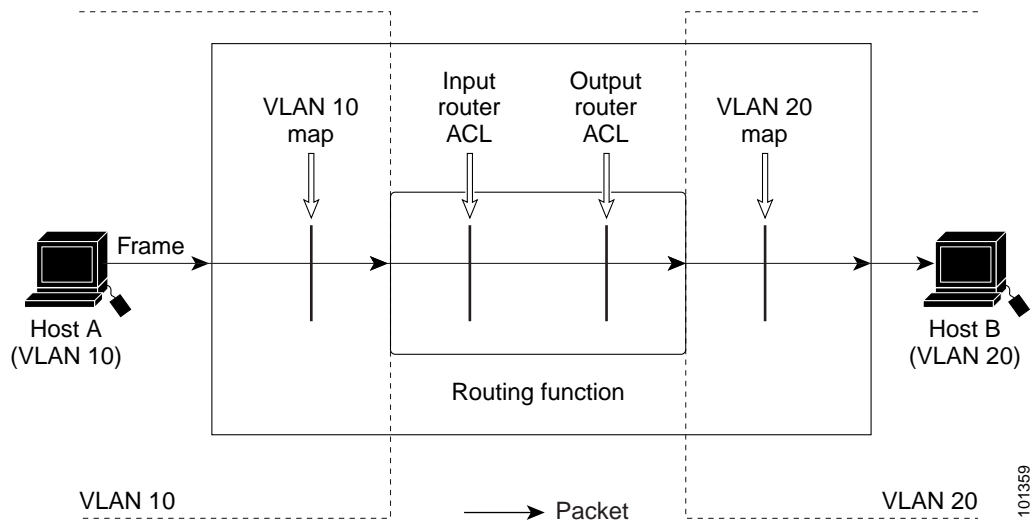 VLAN 10
map
Input
router
ACL
Output
router
ACL
VLAN 20
map
Frame
Host A
(VLAN 10)
Host B
(VLAN 20)
Routing function
VLAN 10
Packet
VLAN 20
101359